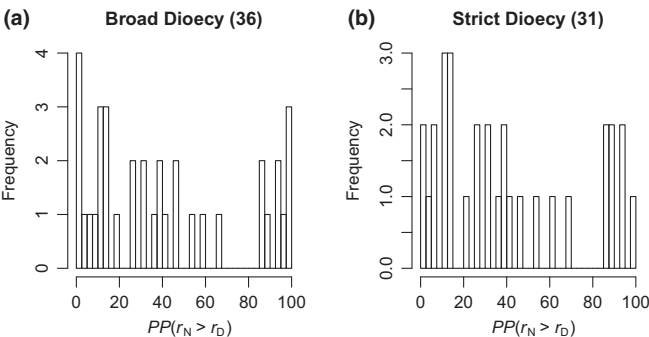 (a) Broad Dioecy (36)
Frequency
4
3
2
1
0
0 20 40 60 80 100
PP(rN > rD)
(b) Strict Dioecy (31)
Frequency
3.0
2.0
1.0
0.0
0 20 40 60 80 100
PP(rN > rD)